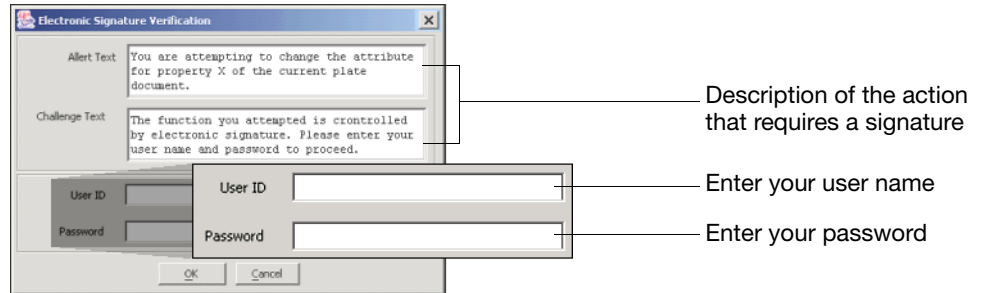 Electronic Signature Verification
Allert Text
You are attempting to change the attribute
for property X of the current plate
document.
Challenge Text
The function you attempted is crontrolled
by electronic signature. Please enter your
user name and password to proceed.
Description of the action
that requires a signature
User ID
User ID
Enter your user name
Password
Password
Enter your password
OK
Cancel